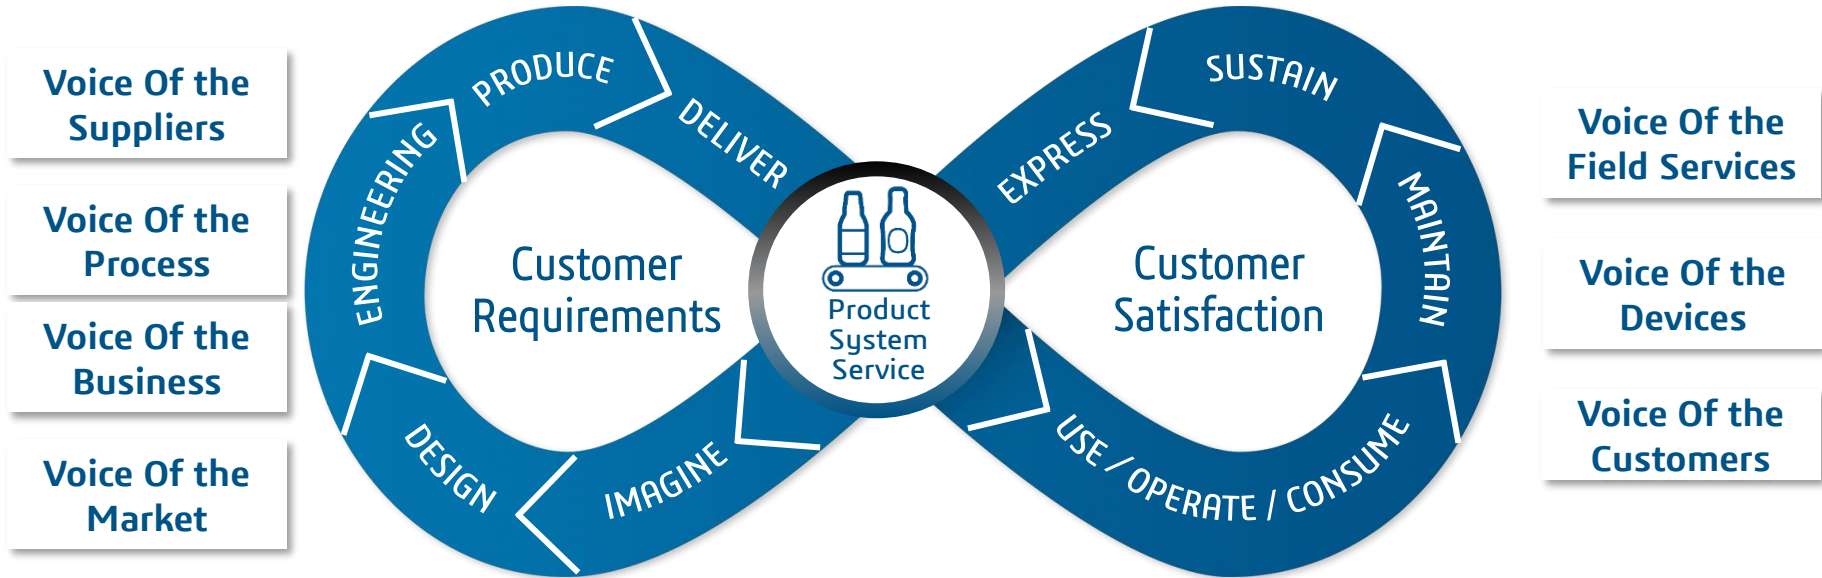 Voice Of the
Suppliers
Voice Of the
Process
Voice Of the
Business
Voice Of the
Market
PRODUCE
DELIVER
ENGINEERING
DESIGN
IMAGINE
Customer
Requirements
Product
System
Service
EXPRESS
SUSTAIN
MAINTAIN
USE / OPERATE / CONSUME
Customer
Satisfaction
Voice Of the
Field Services
Voice Of the
Devices
Voice Of the
Customers